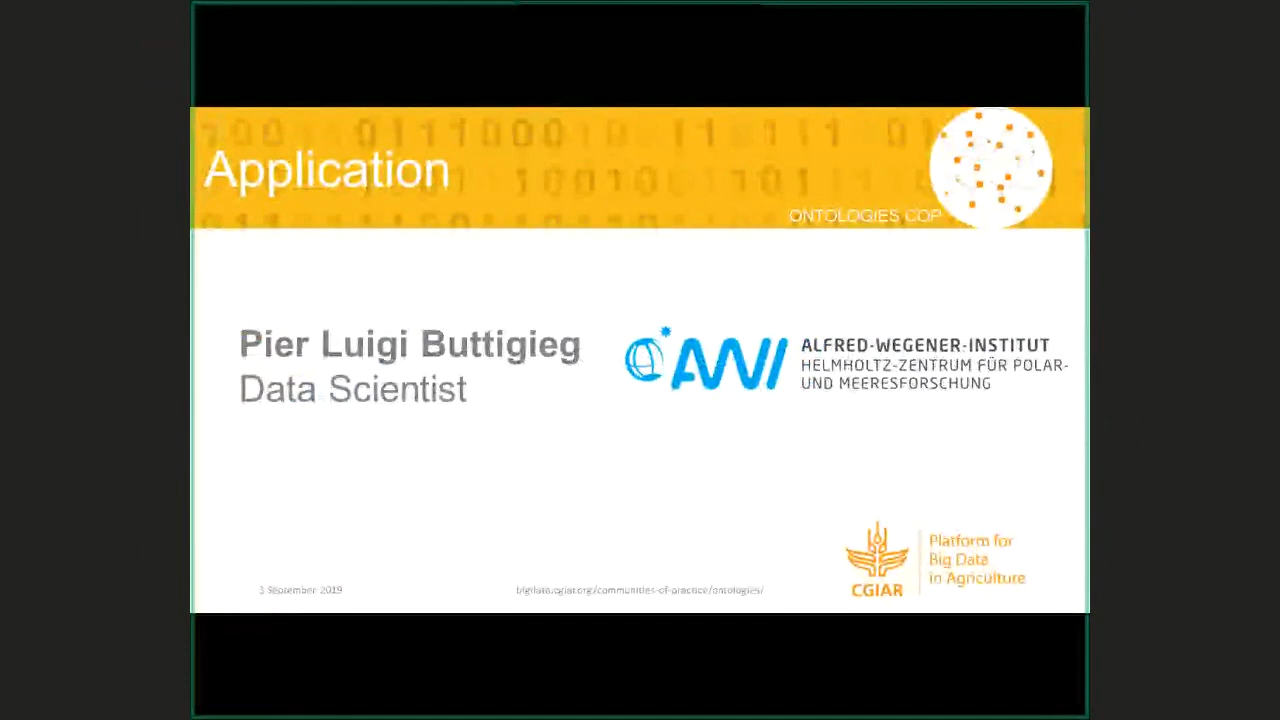 Application
ONTOLOGIES COP
Pier Luigi Buttigieg
Data Scientist
AWI
ALFRED-WEGENER-INSTITUT
HELMHOLTZ-ZENTRUM FÜR POLAR-
UND MEERESFORSCHUNG
CGIAR
Platform for
Big Data
in Agriculture
3 September 2019
bigdata.cgiar.org/communities-of-practice/ontologies/